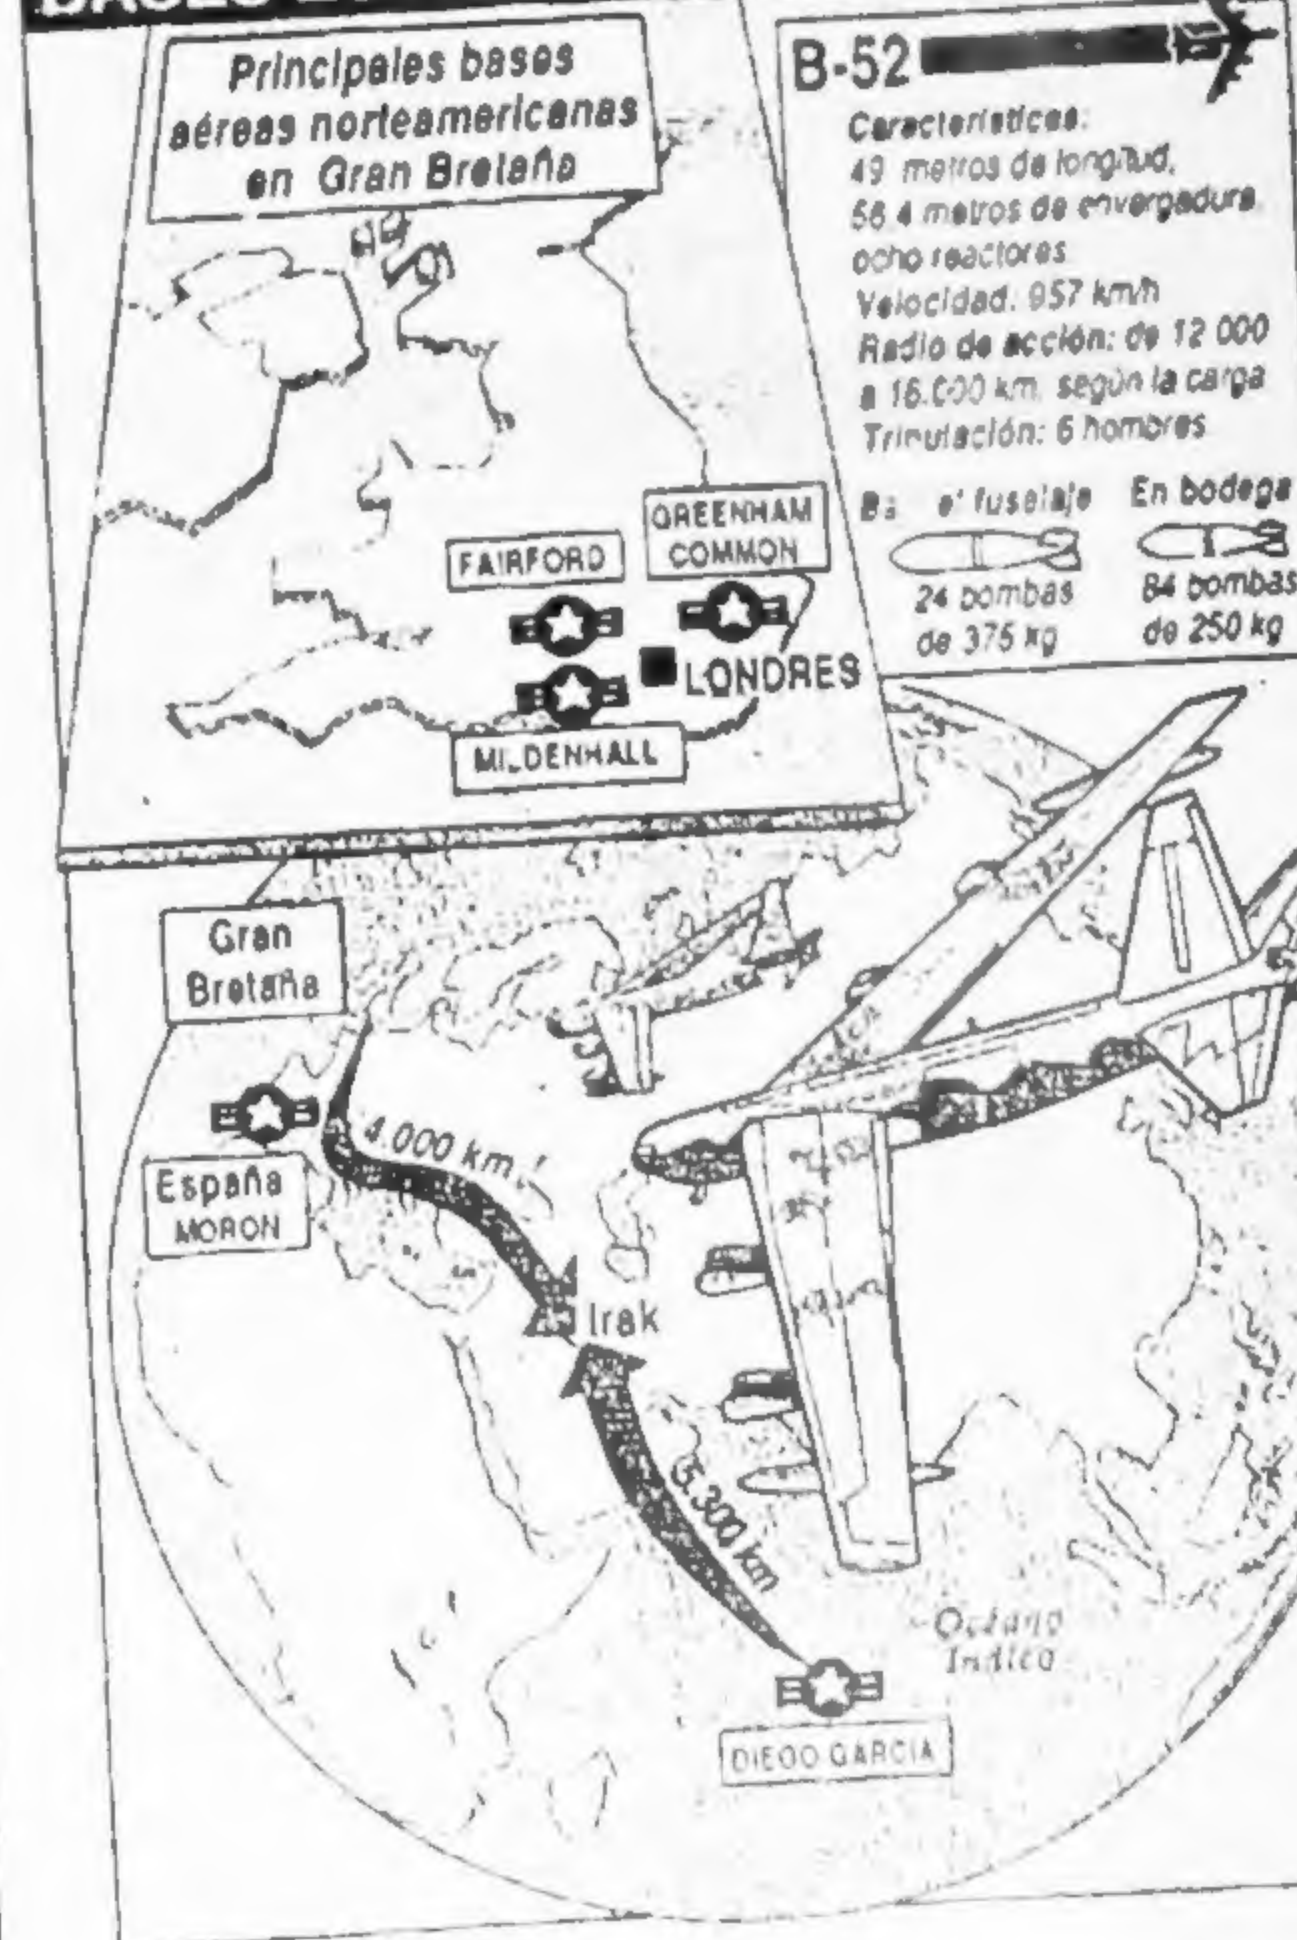 Principales bases
aéreas norteamericanas
en Gran Bretaña
FAIRFORD
GREENHAM
COMMON
LONDRES
MILDENHALL
B-52
Características:
49 metros de longitud,
56.4 metros de envergadura,
ocho reactores
Velocidad: 957 km/h
Radio de acción: de 12 000
a 16.000 km, según la carga
Tripulación: 6 hombres
el fuselaje
24 bombas
de 375 kg
En bodega
84 bombas
de 250 kg
Gran
Bretaña
España
MORON
4.000 km
Irak
5.300 km
Océano
Indico
DIEGO GARCIA